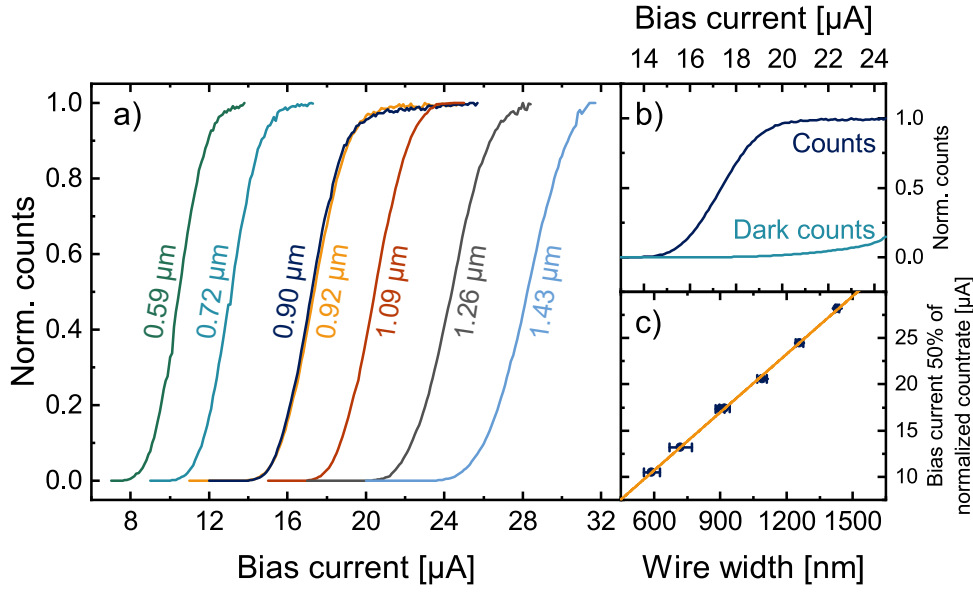 a)
1.0
0.8
0.6
0.4
0.2
0.0
Norm. counts
0.59 µm
0.72 µm
0.90 µm
0.92 µm
1.09 µm
1.26 µm
1.43 µm
8 12 16 20 24 28 32
Bias current [µA]
Bias current [µA]
14 16 18 20 22 24
b)
Counts
Dark counts
1.0
0.5
0.0
Norm. counts
c)
25
20
15
10
Bias current 50% of
normalized countrate [µA]
600 900 1200 1500
Wire width [nm]